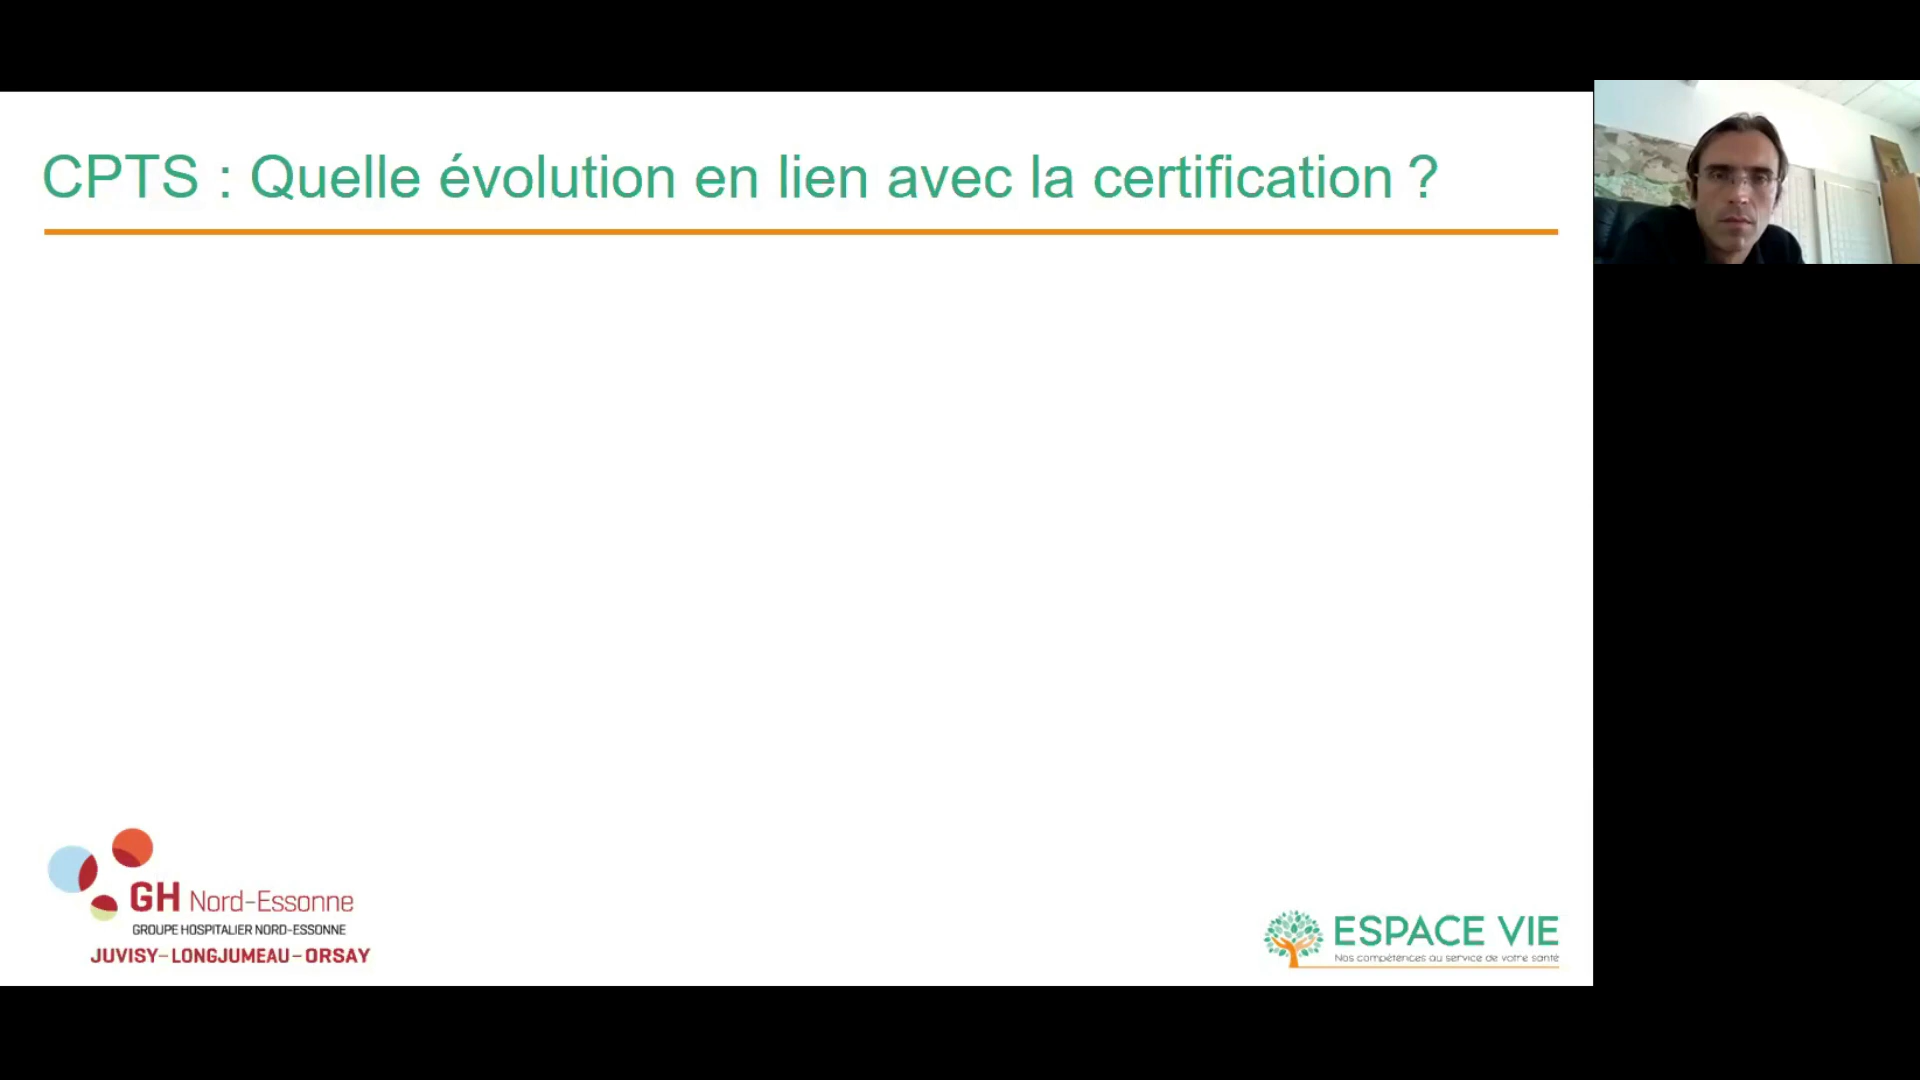 CPTS : Quelle évolution en lien avec la certification ?
GH Nord-Essonne
GROUPE HOSPITALIER NORD-ESSONNE
JUVISY-LONGJUMEAU-ORSAY
ESPACE VIE
Nos compétences au service de votre santé